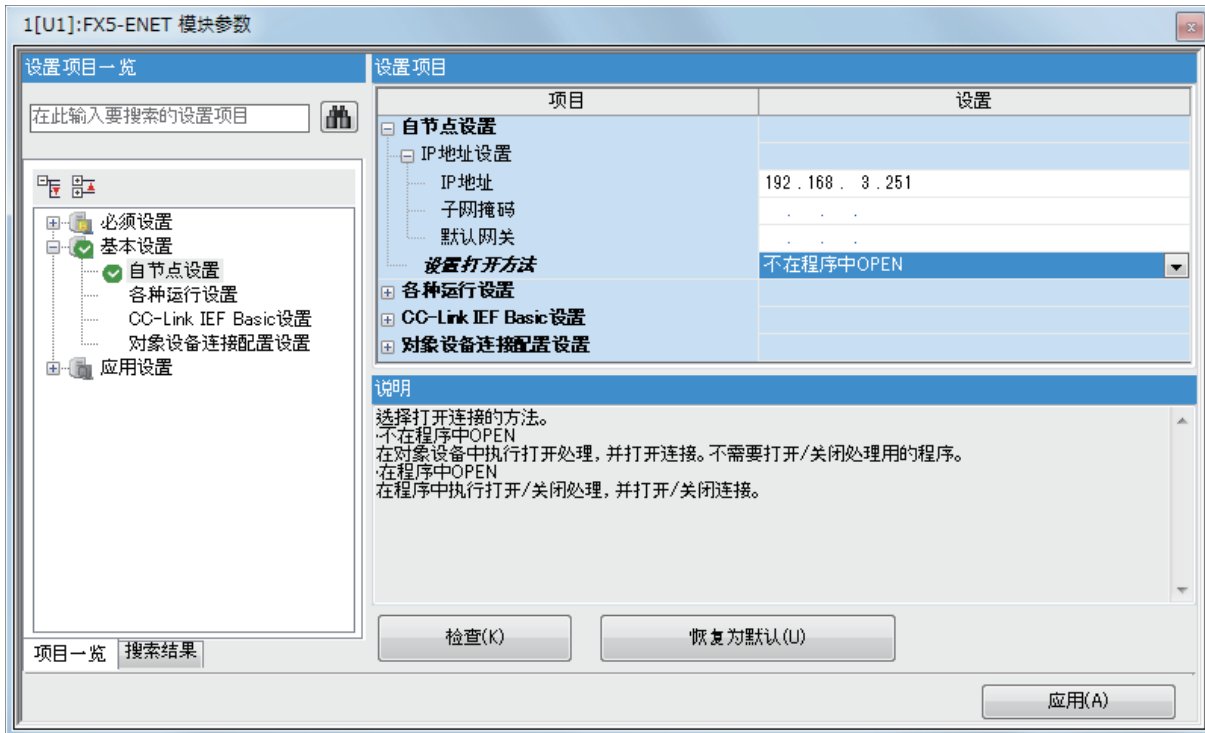 1[U1]:FX5-ENET 模块参数
设置项目一览
在此输入要搜索的设置项目
必须设置
基本设置
自节点设置
各种运行设置
CC-Link IEF Basic设置
对象设备连接配置设置
应用设置
项目一览 搜索结果
设置项目
项目 设置
自节点设置
IP地址设置
IP地址 192 . 168 . 3 . 251
子网掩码 . . .
默认网关 . . .
设置打开方法 不在程序中OPEN
各种运行设置
CC-Link IEF Basic设置
对象设备连接配置设置
说明
选择打开连接的方法。
·不在程序中OPEN
在对象设备中执行打开处理, 并打开连接。不需要打开/关闭处理用的程序。
·在程序中OPEN
在程序中执行打开/关闭处理, 并打开/关闭连接。
检查(K) 恢复为默认(U)
应用(A)